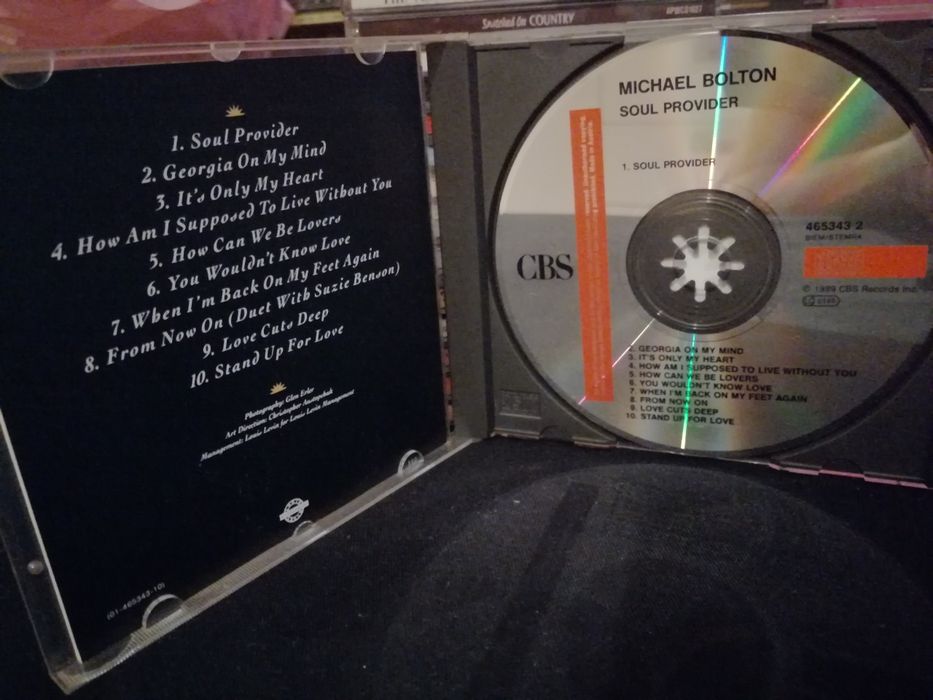 Smashed On COUNTRY
1. Soul Provider
2. Georgia On My Mind
3. It's Only My Heart
4. How Am I Supposed To Live Without You
5. How Can We Be Lovers
6. You Wouldn't Know Love
7. When I'm Back On My Feet Again
8. From Now On (Duet With Suzie Benson)
9. Love Cuts Deep
10. Stand Up For Love
Photography: Glen Erler
Art Direction: Christopher Austopchuk
Management: Louis Levin for Louis Levin Management
(01-465343-10)
MICHAEL BOLTON
SOUL PROVIDER
1. SOUL PROVIDER
CBS
465343 2
BIEM/STEMRA
℗ 1989 CBS Records Inc.
2. GEORGIA ON MY MIND
3. IT'S ONLY MY HEART
4. HOW AM I SUPPOSED TO LIVE WITHOUT YOU
5. HOW CAN WE BE LOVERS
6. YOU WOULDN'T KNOW LOVE
7. WHEN I'M BACK ON MY FEET AGAIN
8. FROM NOW ON
9. LOVE CUTS DEEP
10. STAND UP FOR LOVE